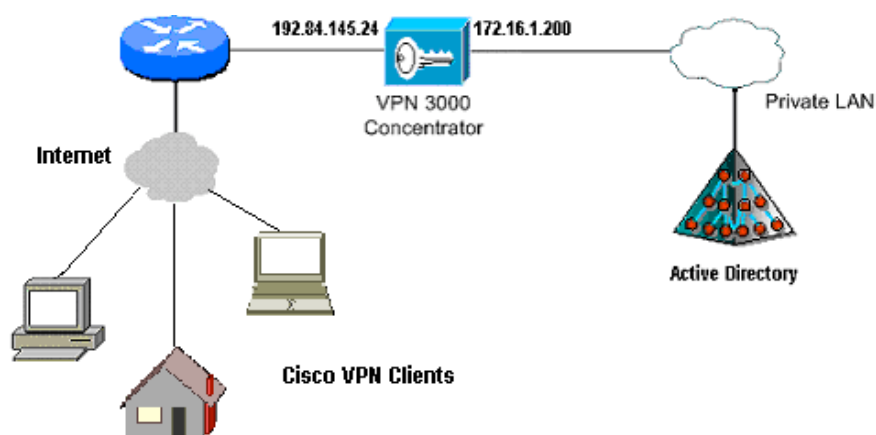 192.84.145.24
172.16.1.200
VPN 3000
Concentrator
Private LAN
Internet
Active Directory
Cisco VPN Clients